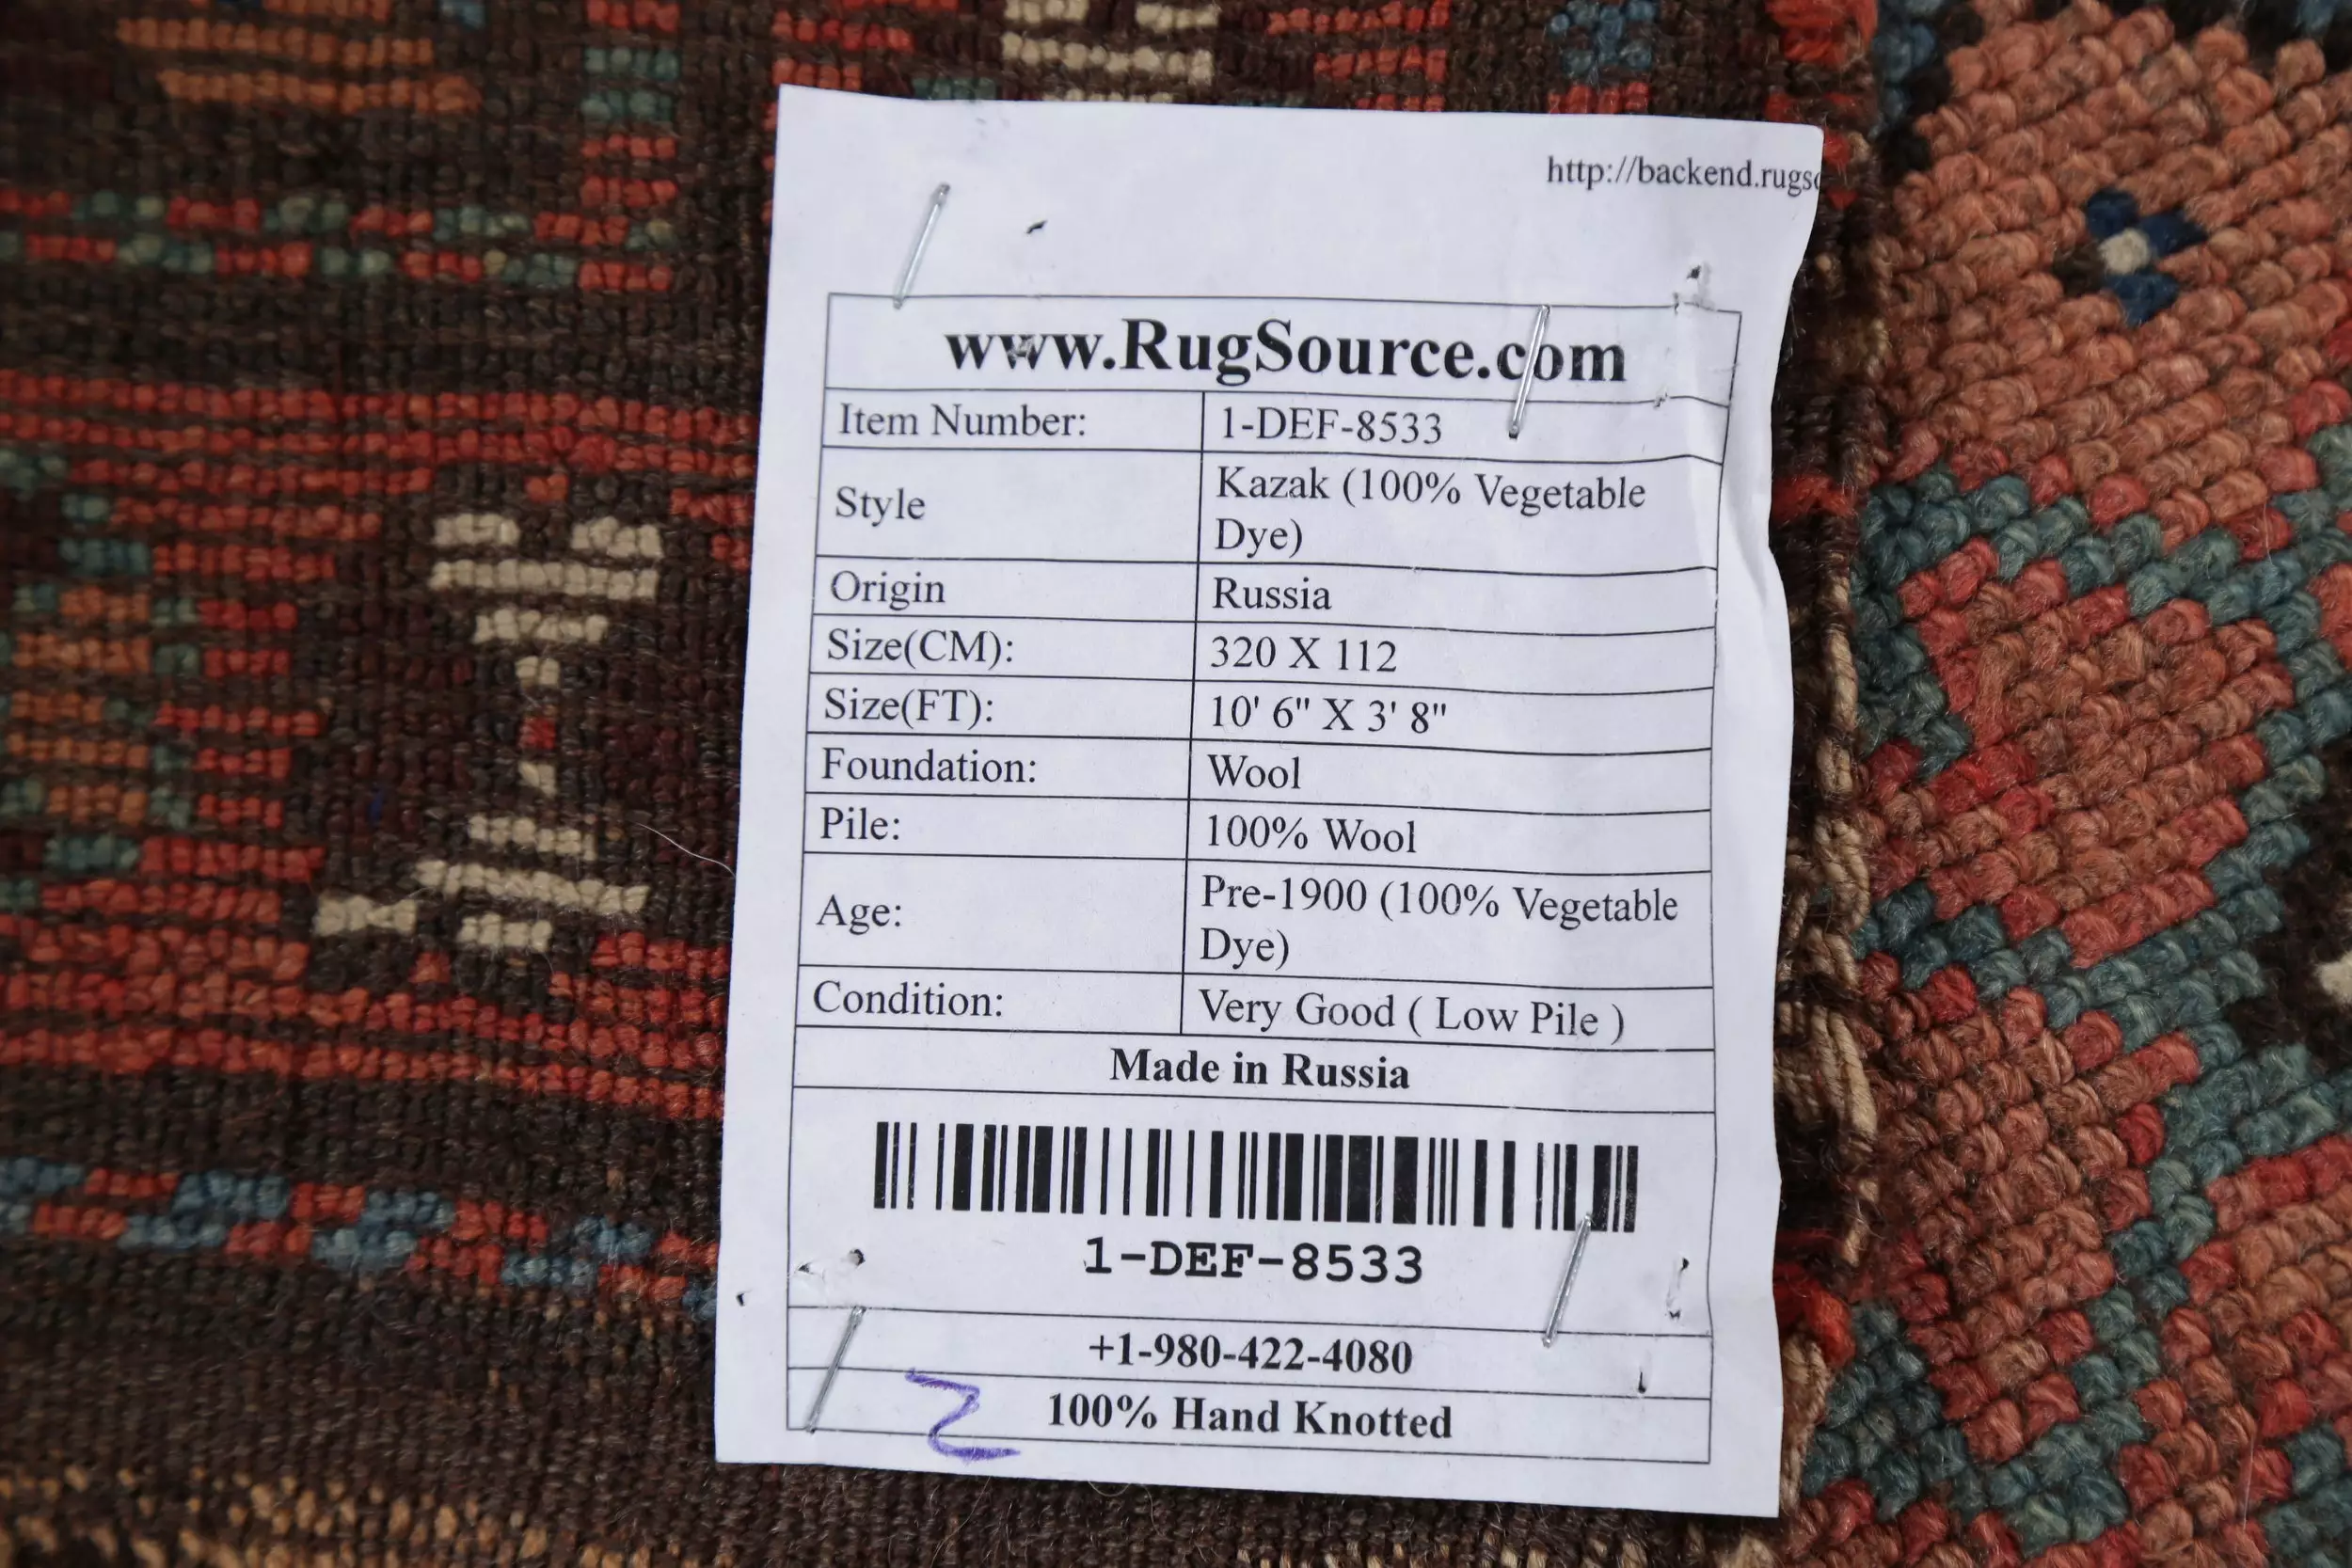 http://backend.rugs
www.RugSource.com
Item Number: 1-DEF-8533
Style Kazak (100% Vegetable
Dye)
Origin Russia
Size(CM): 320 X 112
Size(FT): 10' 6" X 3' 8"
Foundation: Wool
Pile: 100% Wool
Age: Pre-1900 (100% Vegetable
Dye)
Condition: Very Good ( Low Pile )
Made in Russia
1-DEF-8533
+1-980-422-4080
100% Hand Knotted